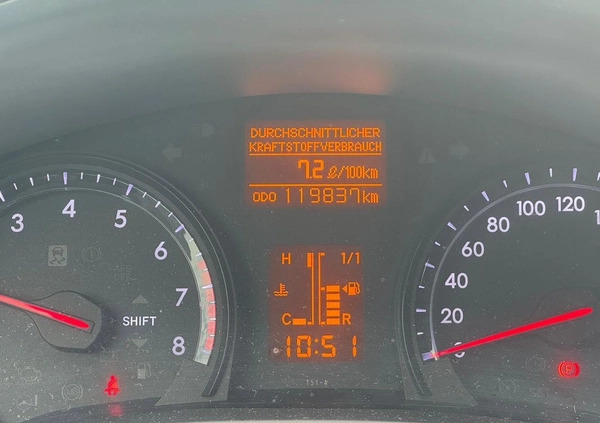 DURCHSCHNITTLICHER
KRAFTSTOFFVERBRAUCH
7.2 ℓ/100km
ODO 119837km
H 1/1
C R
10:51
3
4
5
6
7
8
SHIFT
0
20
40
60
80
100
120